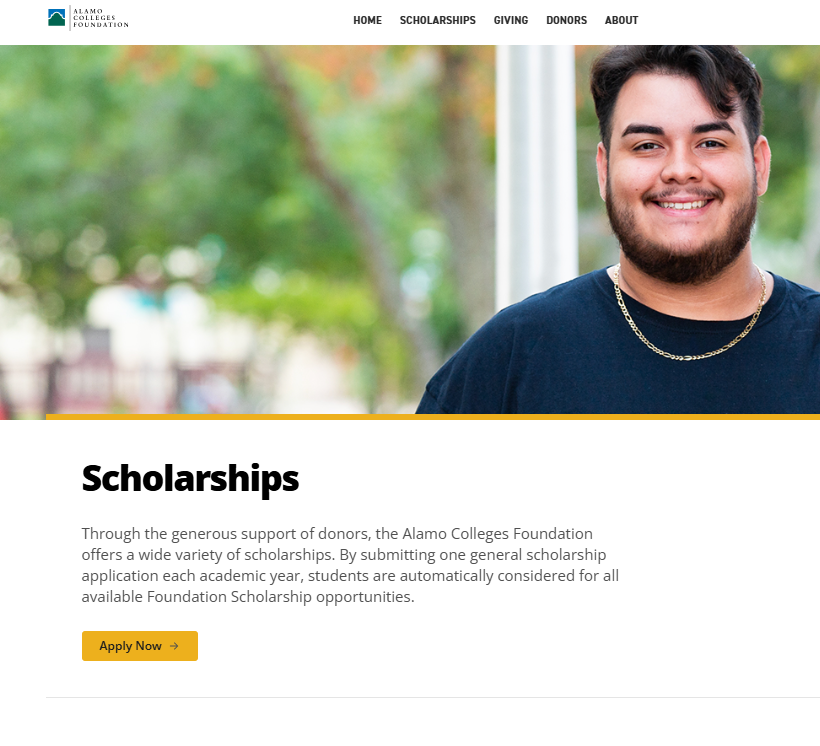 ALAMO
COLLEGES
FOUNDATION
HOME SCHOLARSHIPS GIVING DONORS ABOUT
Scholarships
Through the generous support of donors, the Alamo Colleges Foundation
offers a wide variety of scholarships. By submitting one general scholarship
application each academic year, students are automatically considered for all
available Foundation Scholarship opportunities.
Apply Now →